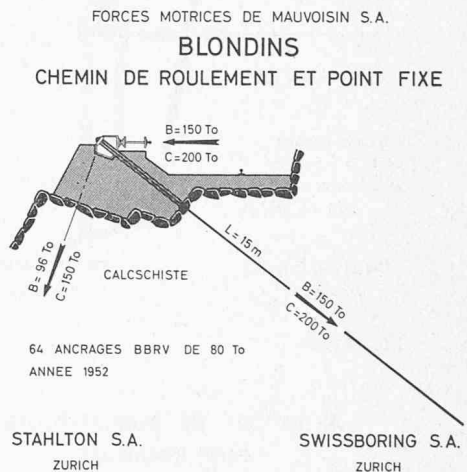 FORCES MOTRICES DE MAUVOISIN S.A.
BLONDINS
CHEMIN DE ROULEMENT ET POINT FIXE
B=150 To
C=200 To
L=15m
B=96 To
C=150 To
CALCSCHISTE
B=150 To
C=200 To
64 ANCRAGES BBRV DE 80 To
ANNEE 1952
STAHLTON S.A.
ZURICH
SWISSBORING S.A.
ZURICH